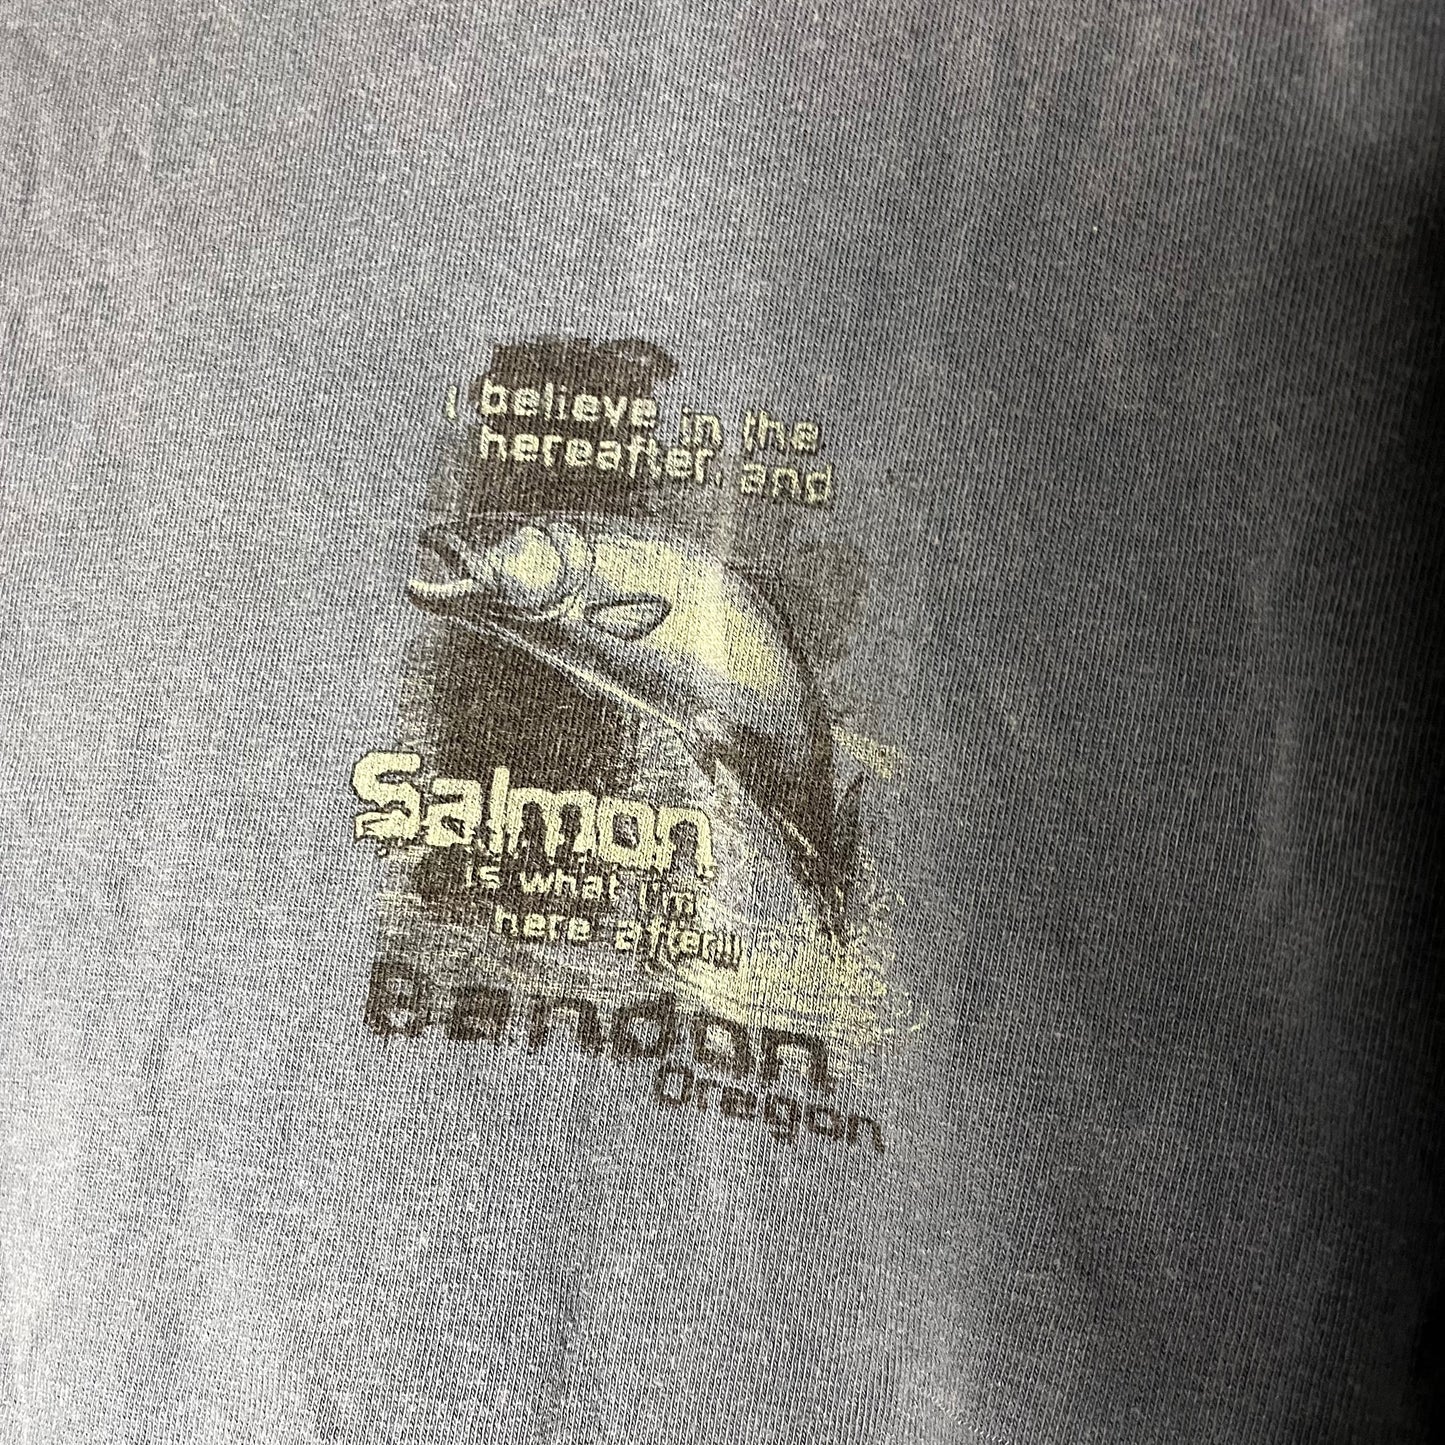 I believe in the
hereafter, and
Salmon
is what I'm
here after!!!
Bandon
Oregon